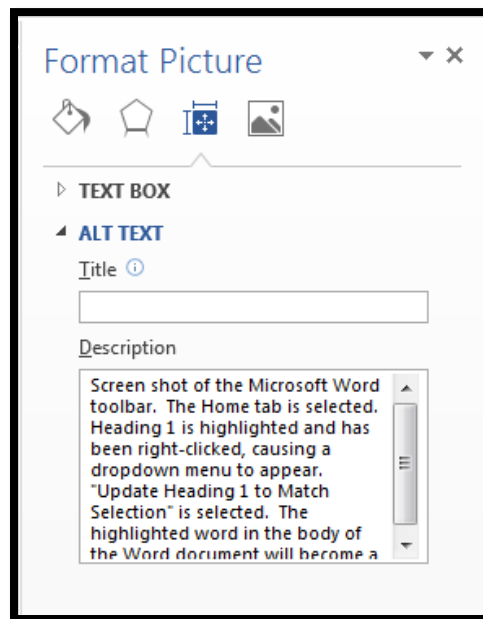 Format Picture
TEXT BOX
ALT TEXT
Title
Description
Screen shot of the Microsoft Word
toolbar.  The Home tab is selected.
Heading 1 is highlighted and has
been right-clicked, causing a
dropdown menu to appear.
"Update Heading 1 to Match
Selection" is selected.  The
highlighted word in the body of
the Word document will become a